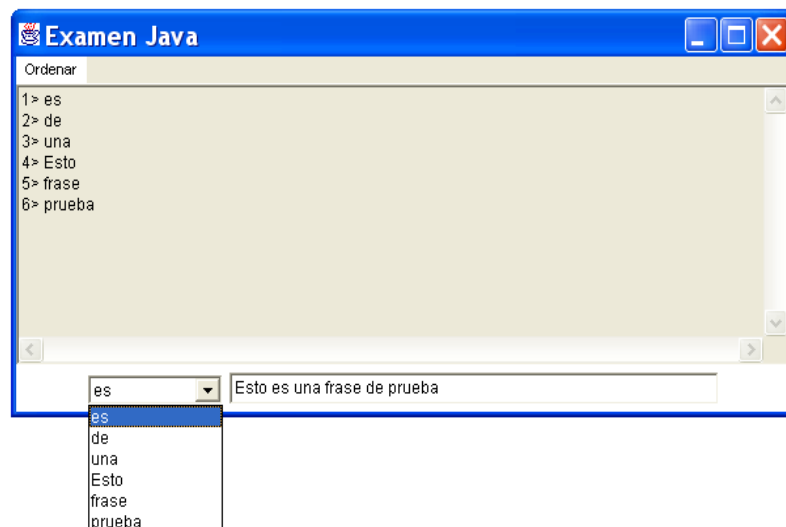 Examen Java
Ordenar
1> es
2> de
3> una
4> Esto
5> frase
6> prueba
es
Esto es una frase de prueba
es
de
una
Esto
frase
prueba